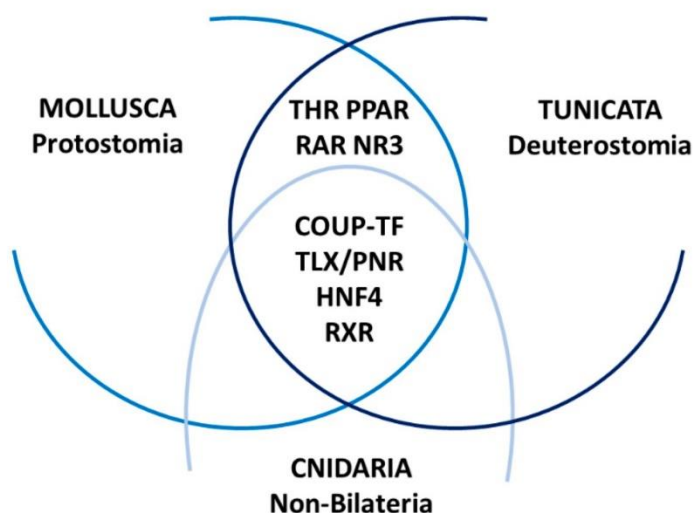 MOLLUSCA
Protostomia
THR PPAR
RAR NR3
TUNICATA
Deuterostomia
COUP-TF
TLX/PNR
HNF4
RXR
CNIDARIA
Non-Bilateria